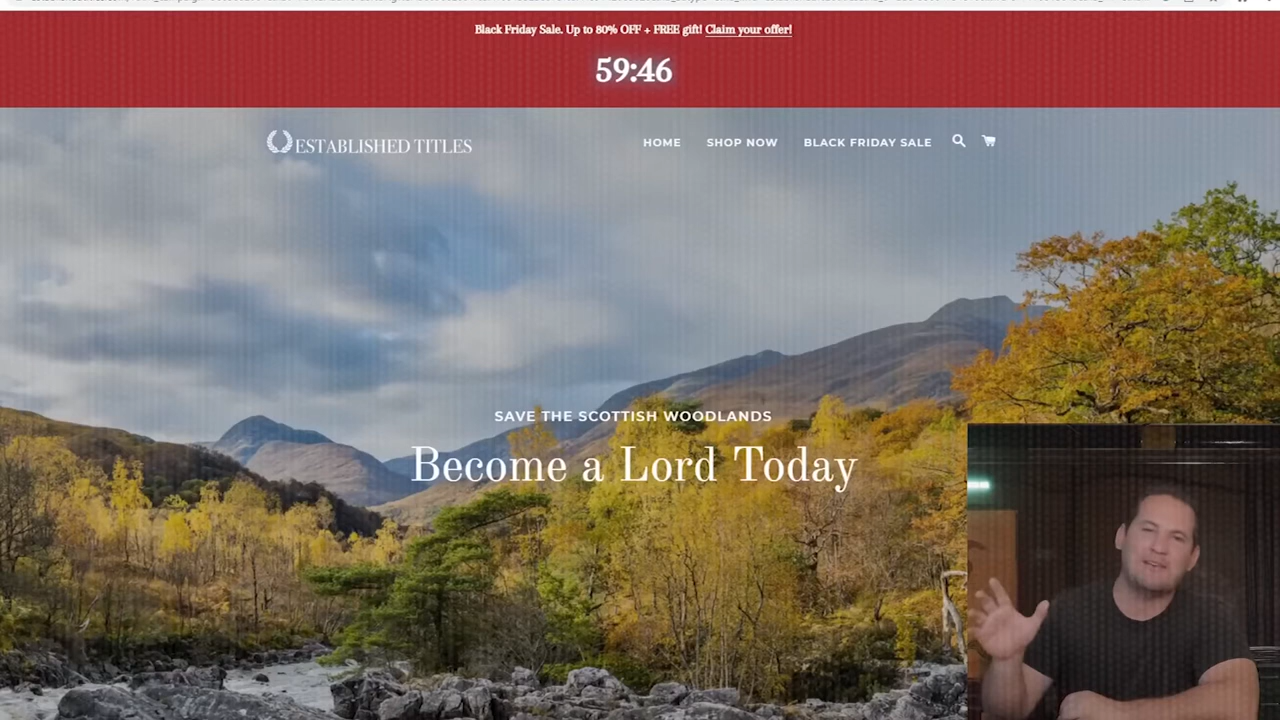 Black Friday Sale. Up to 80% OFF + FREE gift! Claim your offer!
59:46
ESTABLISHED TITLES
HOME
SHOP NOW
BLACK FRIDAY SALE
SAVE THE SCOTTISH WOODLANDS
Become a Lord Today